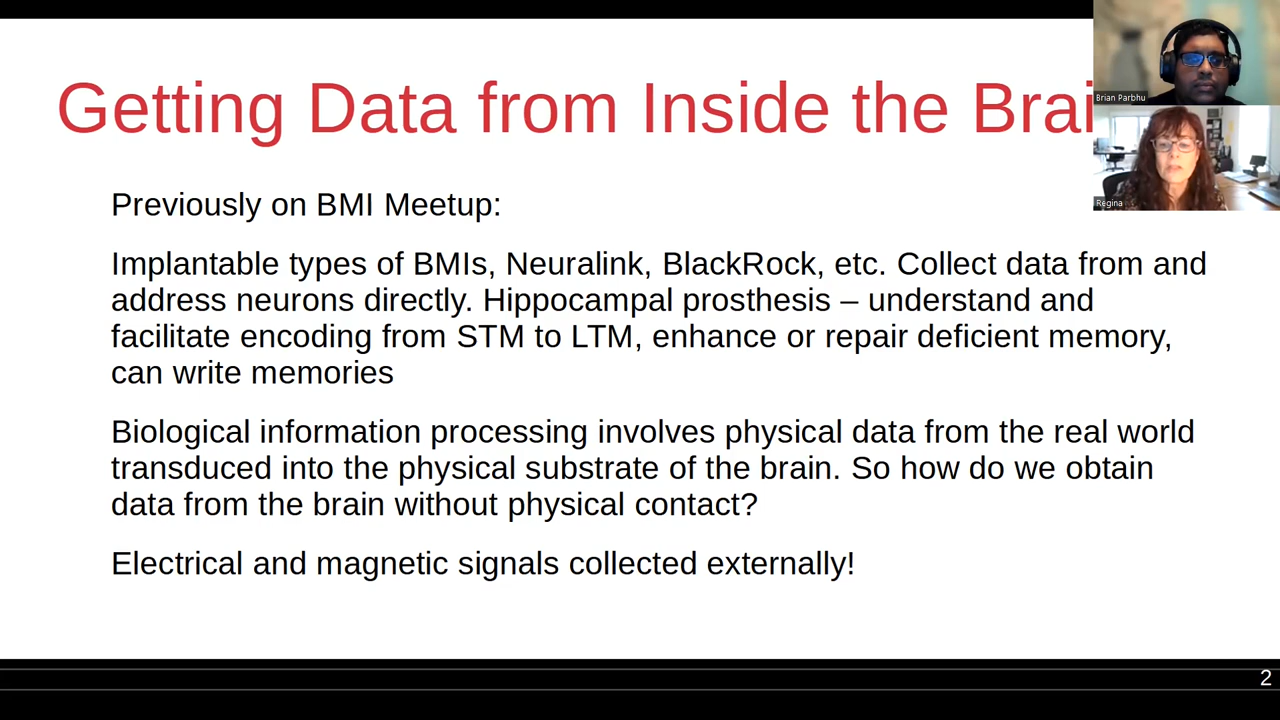 Getting Data from Inside the Brai
Brian Parbhu
Regina
Previously on BMI Meetup:
Implantable types of BMIs, Neuralink, BlackRock, etc. Collect data from and
address neurons directly. Hippocampal prosthesis – understand and
facilitate encoding from STM to LTM, enhance or repair deficient memory,
can write memories
Biological information processing involves physical data from the real world
transduced into the physical substrate of the brain. So how do we obtain
data from the brain without physical contact?
Electrical and magnetic signals collected externally!
2